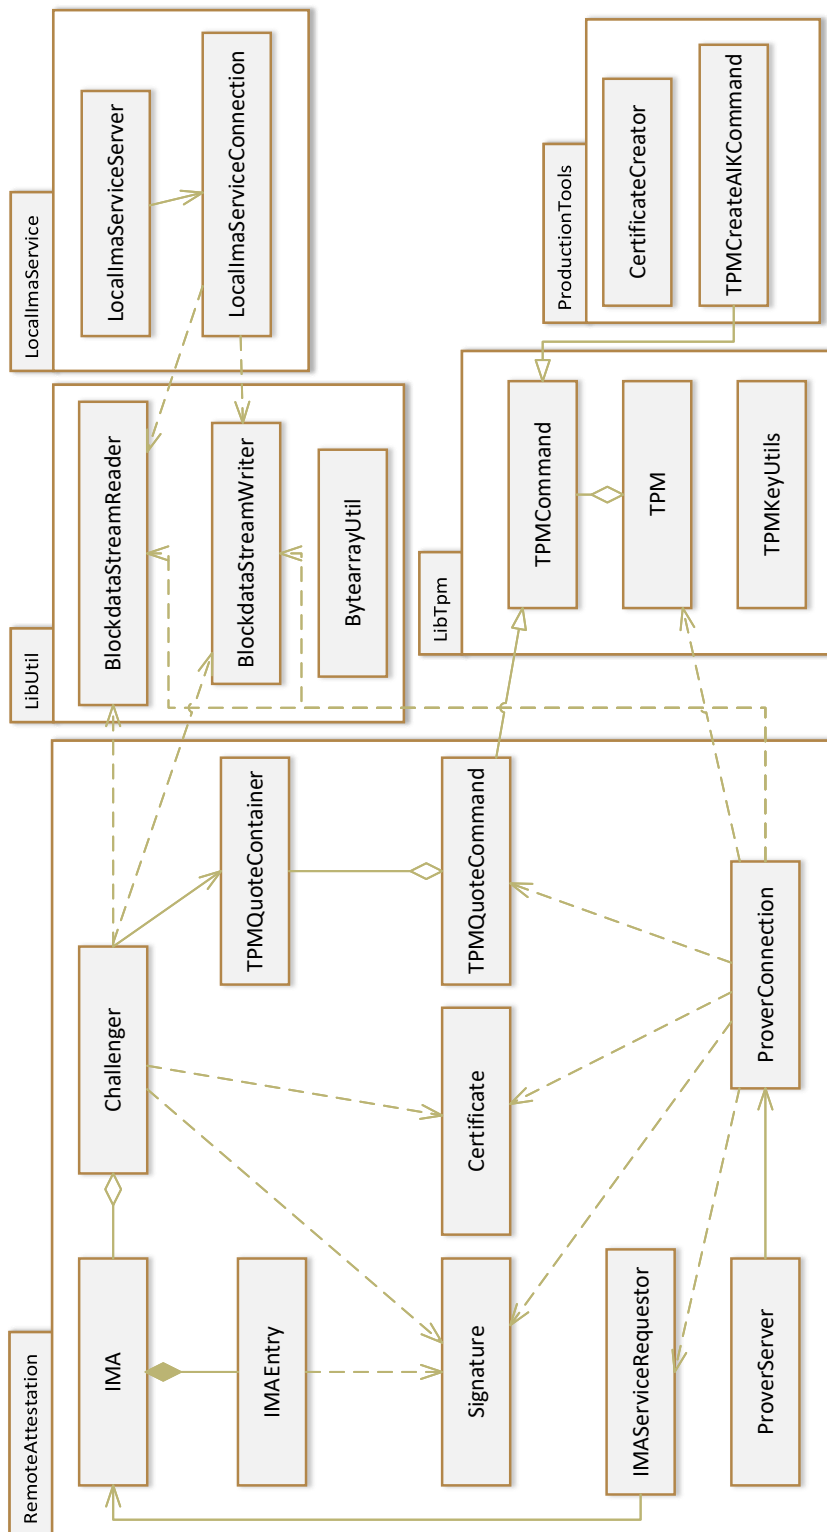 RemoteAttestation
IMA
Challenger
IMAEntry
TPMQuoteContainer
Signature
Certificate
TPMQuoteCommand
IMAServiceRequestor
ProverServer
ProverConnection
LibUtil
BlockdataStreamReader
BlockdataStreamWriter
BytearrayUtil
LocalImaService
LocalImaServiceServer
LocalImaServiceConnection
LibTpm
TPMCommand
TPM
TPMKeyUtils
ProductionTools
CertificateCreator
TPMCreateAIKCommand